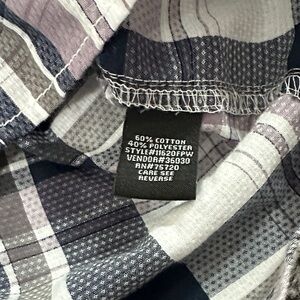 60% COTTON
40% POLYESTER
STYLE#11620FPW
VENDOR#36030
RN#75720
CARE SEE
REVERSE